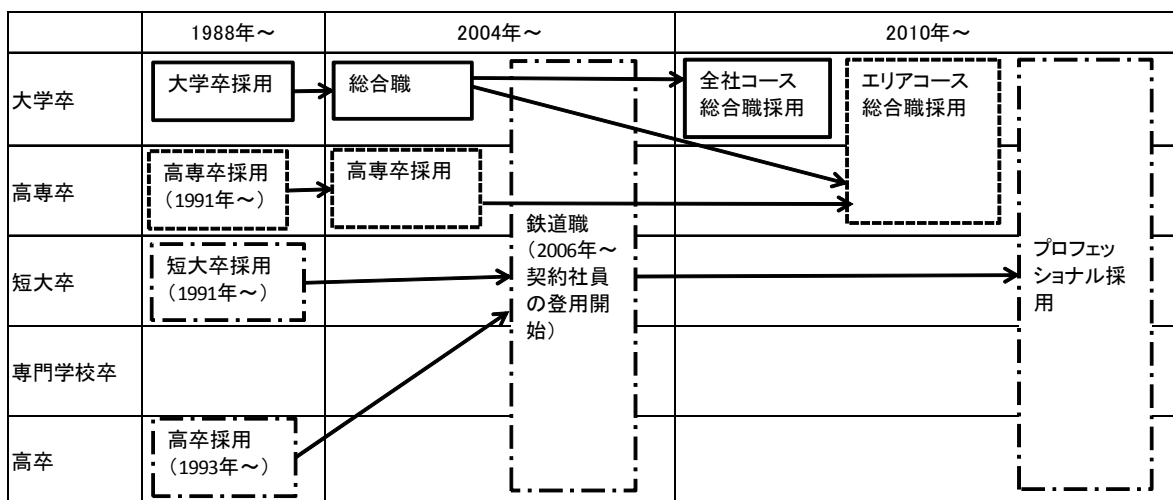 1988年～
2004年～
2010年～
大学卒
大学卒採用
総合職
全社コース
総合職採用
エリアコース
総合職採用
高専卒
高専卒採用
（1991年～）
高専卒採用
短大卒
短大卒採用
（1991年～）
鉄道職
（2006年～
契約社員
の登用開
始）
プロフェッ
ショナル採
用
専門学校卒
高卒
高卒採用
（1993年～）